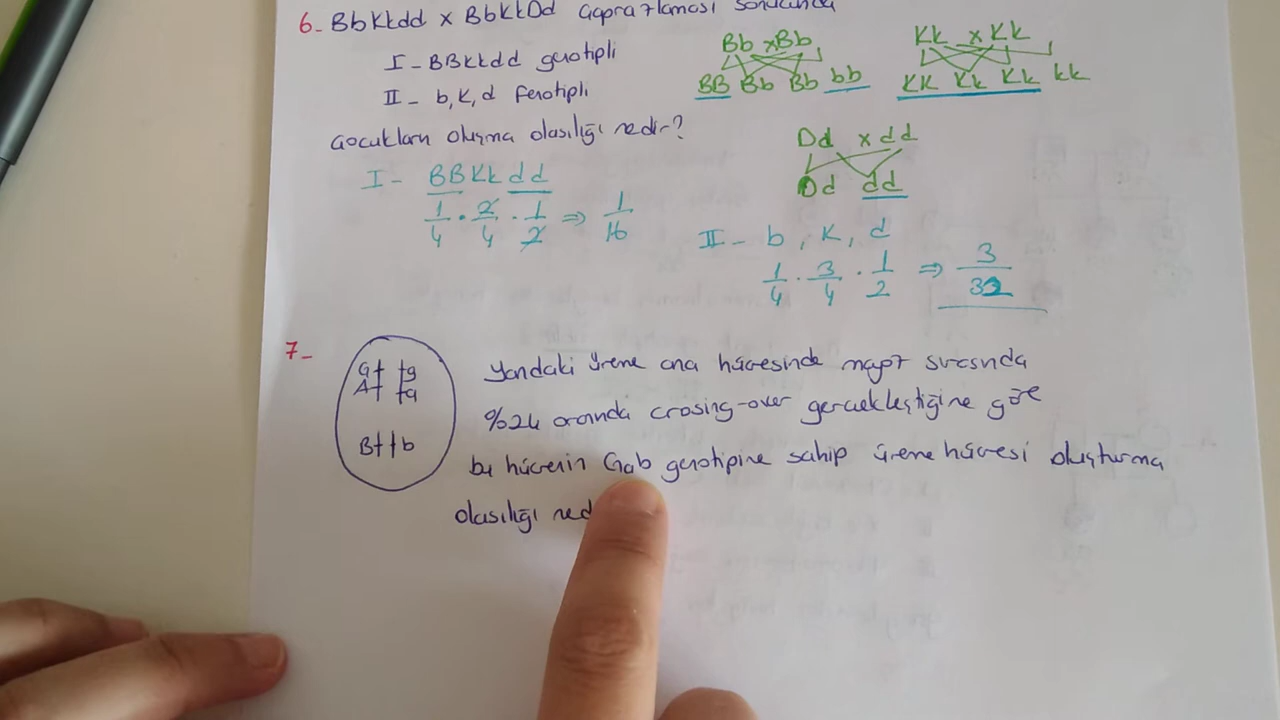 6- BbKkdd x BbKkDd çaprazlaması sonucunda
I- BBKkdd genotipli
II- b, K, d fenotipli
çocukların oluşma olasılığı nedir?
Bb x Bb
BB Bb Bb bb
Kk x Kk
KK Kk Kk kk
Dd x dd
Dd dd
I- BBKkdd
1/4 . 2/4 . 1/2 ⇒ 1/16
II- b, K, d
1/4 . 3/4 . 1/2 ⇒ 3/32
7-
G g
A a
B b
Yandaki üreme ana hücresinde mayoz sırasında
%24 oranında crosing-over gerçekleştiğine göre
bu hücrenin Gab genotipine sahip üreme hücresi oluşturma
olasılığı